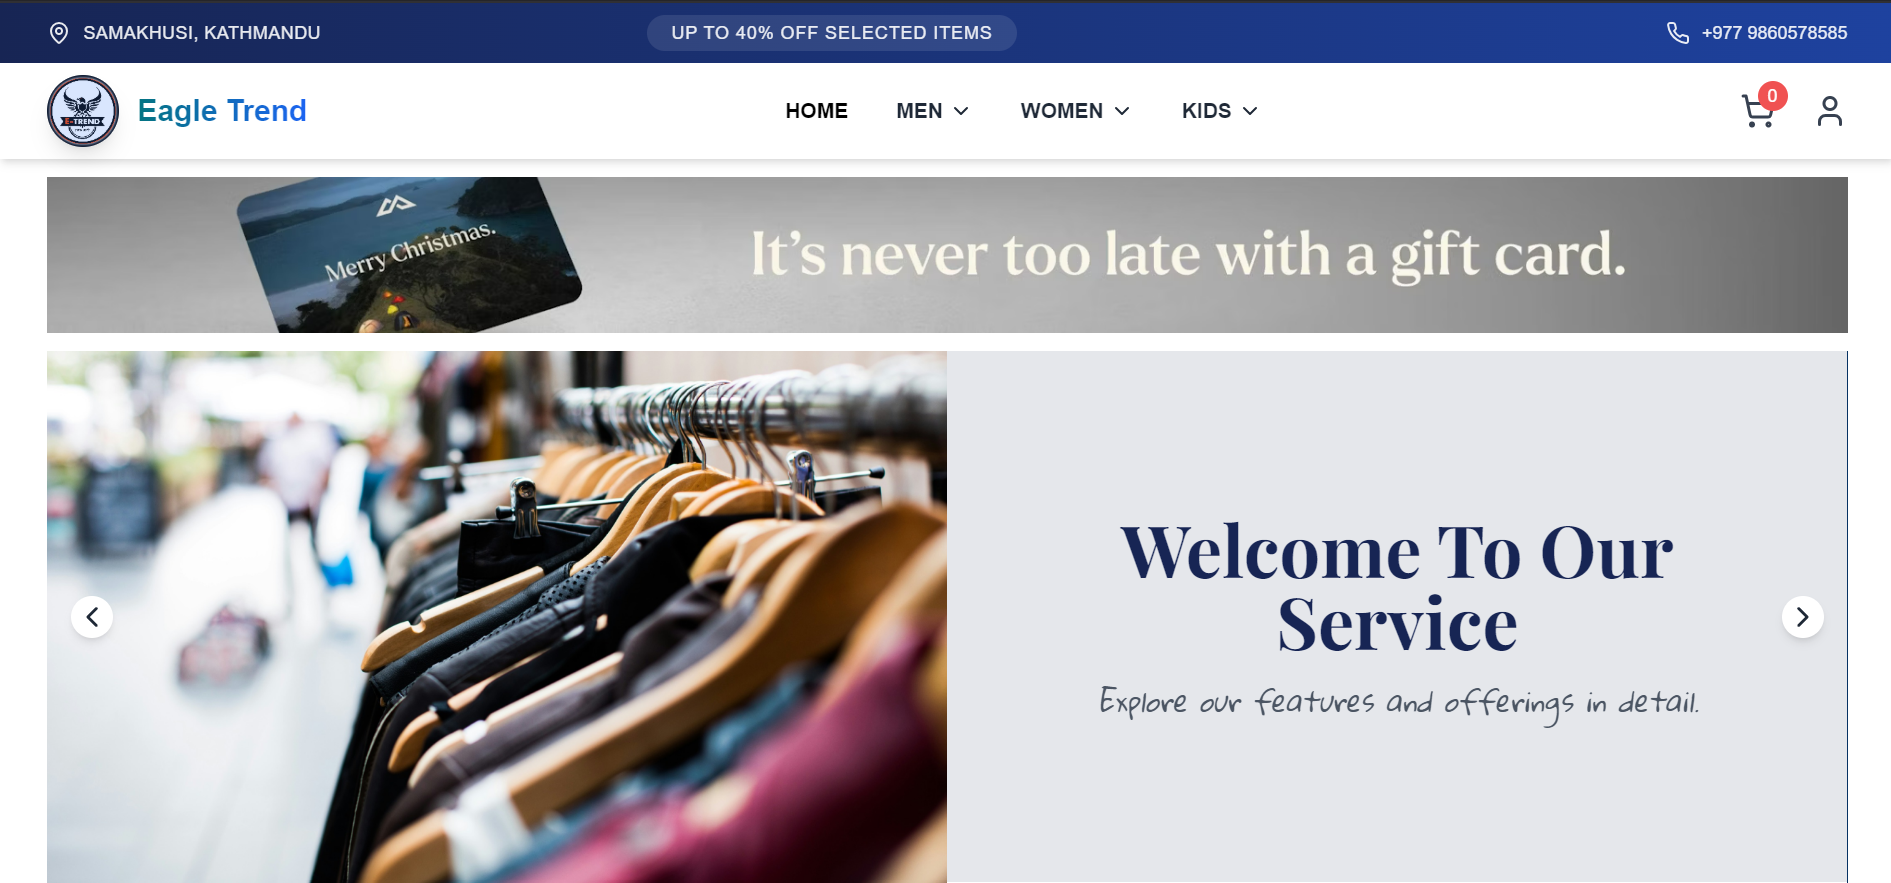 SAMAKHUSI, KATHMANDU
UP TO 40% OFF SELECTED ITEMS
+977 9860578585
E-TREND
Eagle Trend
HOME
MEN
WOMEN
KIDS
0
Merry Christmas.
It's never too late with a gift card.
Welcome To Our
Service
Explore our features and offerings in detail.